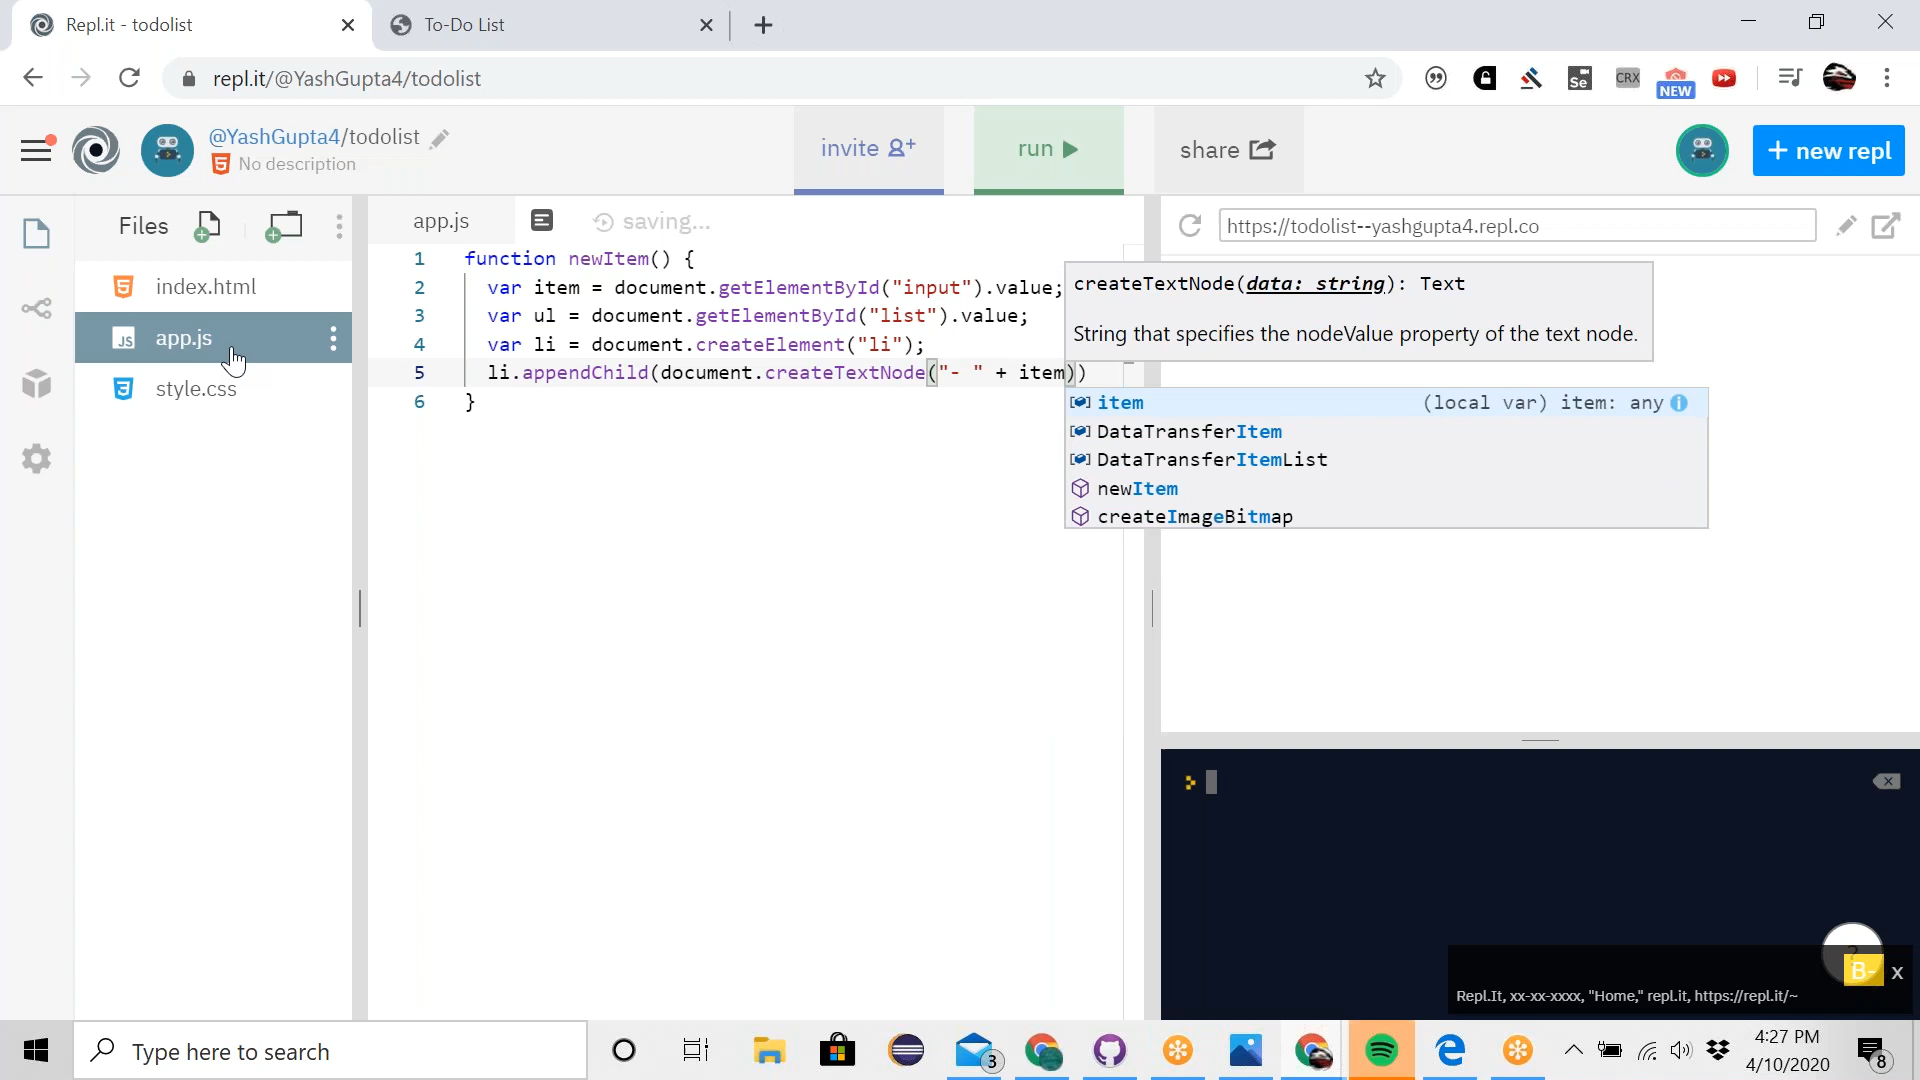 Repl.it - todolist
To-Do List
repl.it/@YashGupta4/todolist
Se
CRX
NEW
@YashGupta4/todolist
No description
invite
run
share
+ new repl
Files
app.js
saving...
https://todolist--yashgupta4.repl.co
index.html
JS app.js
style.css
1 function newItem() {
2 var item = document.getElementById("input").value;
3 var ul = document.getElementById("list").value;
4 var li = document.createElement("li");
5 li.appendChild(document.createTextNode("- " + item))
6 }
createTextNode(data: string): Text
String that specifies the nodeValue property of the text node.
item (local var) item: any
DataTransferItem
DataTransferItemList
newItem
createImageBitmap
?
B-
x
Repl.It, xx-xx-xxxx, "Home," repl.it, https://repl.it/~
Type here to search
3
4:27 PM
4/10/2020
8